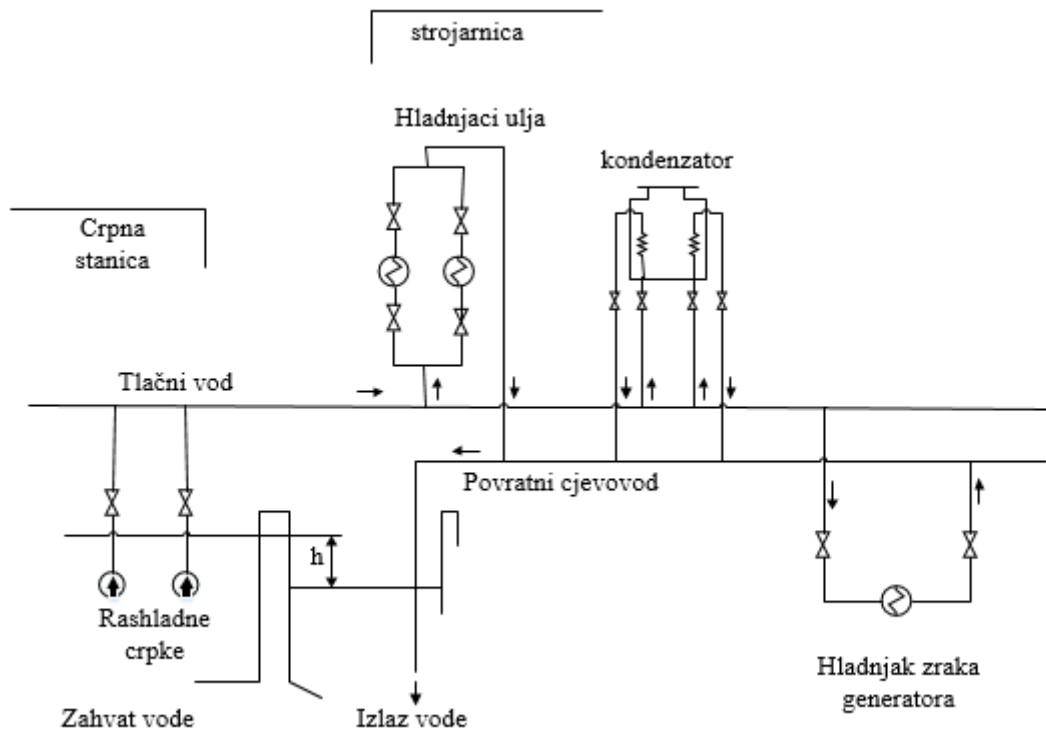 strojarnica
Hladnjaci ulja
kondenzator
Crpna
stanica
Tlačni vod
Povratni cjevovod
h
Rashladne
crpke
Hladnjak zraka
generatora
Zahvat vode
Izlaz vode